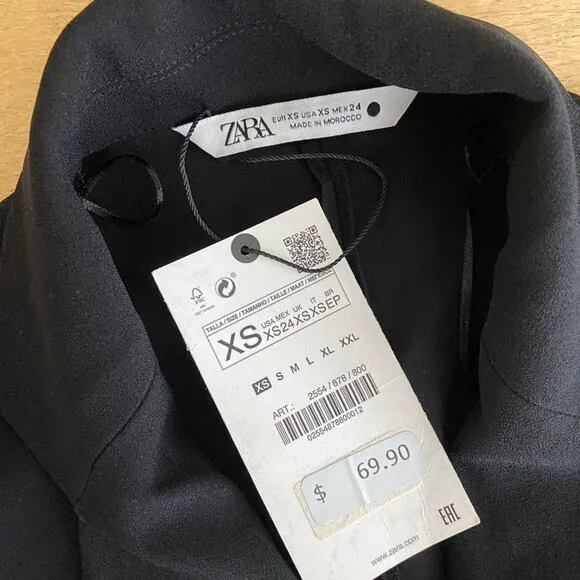 ZARA
EUR XS USA XS MEX 24
MADE IN MOROCCO
FSC
TALLA / SIZE / TAMANHO / TAILLE / MAAT /
XS
USA MEX UK IT BR
XS 24 XS XS EP
XS S M L XL XXL
ART.: 2554 / 878 / 800
02554878800012
$ 69.90
EAC
www.zara.com